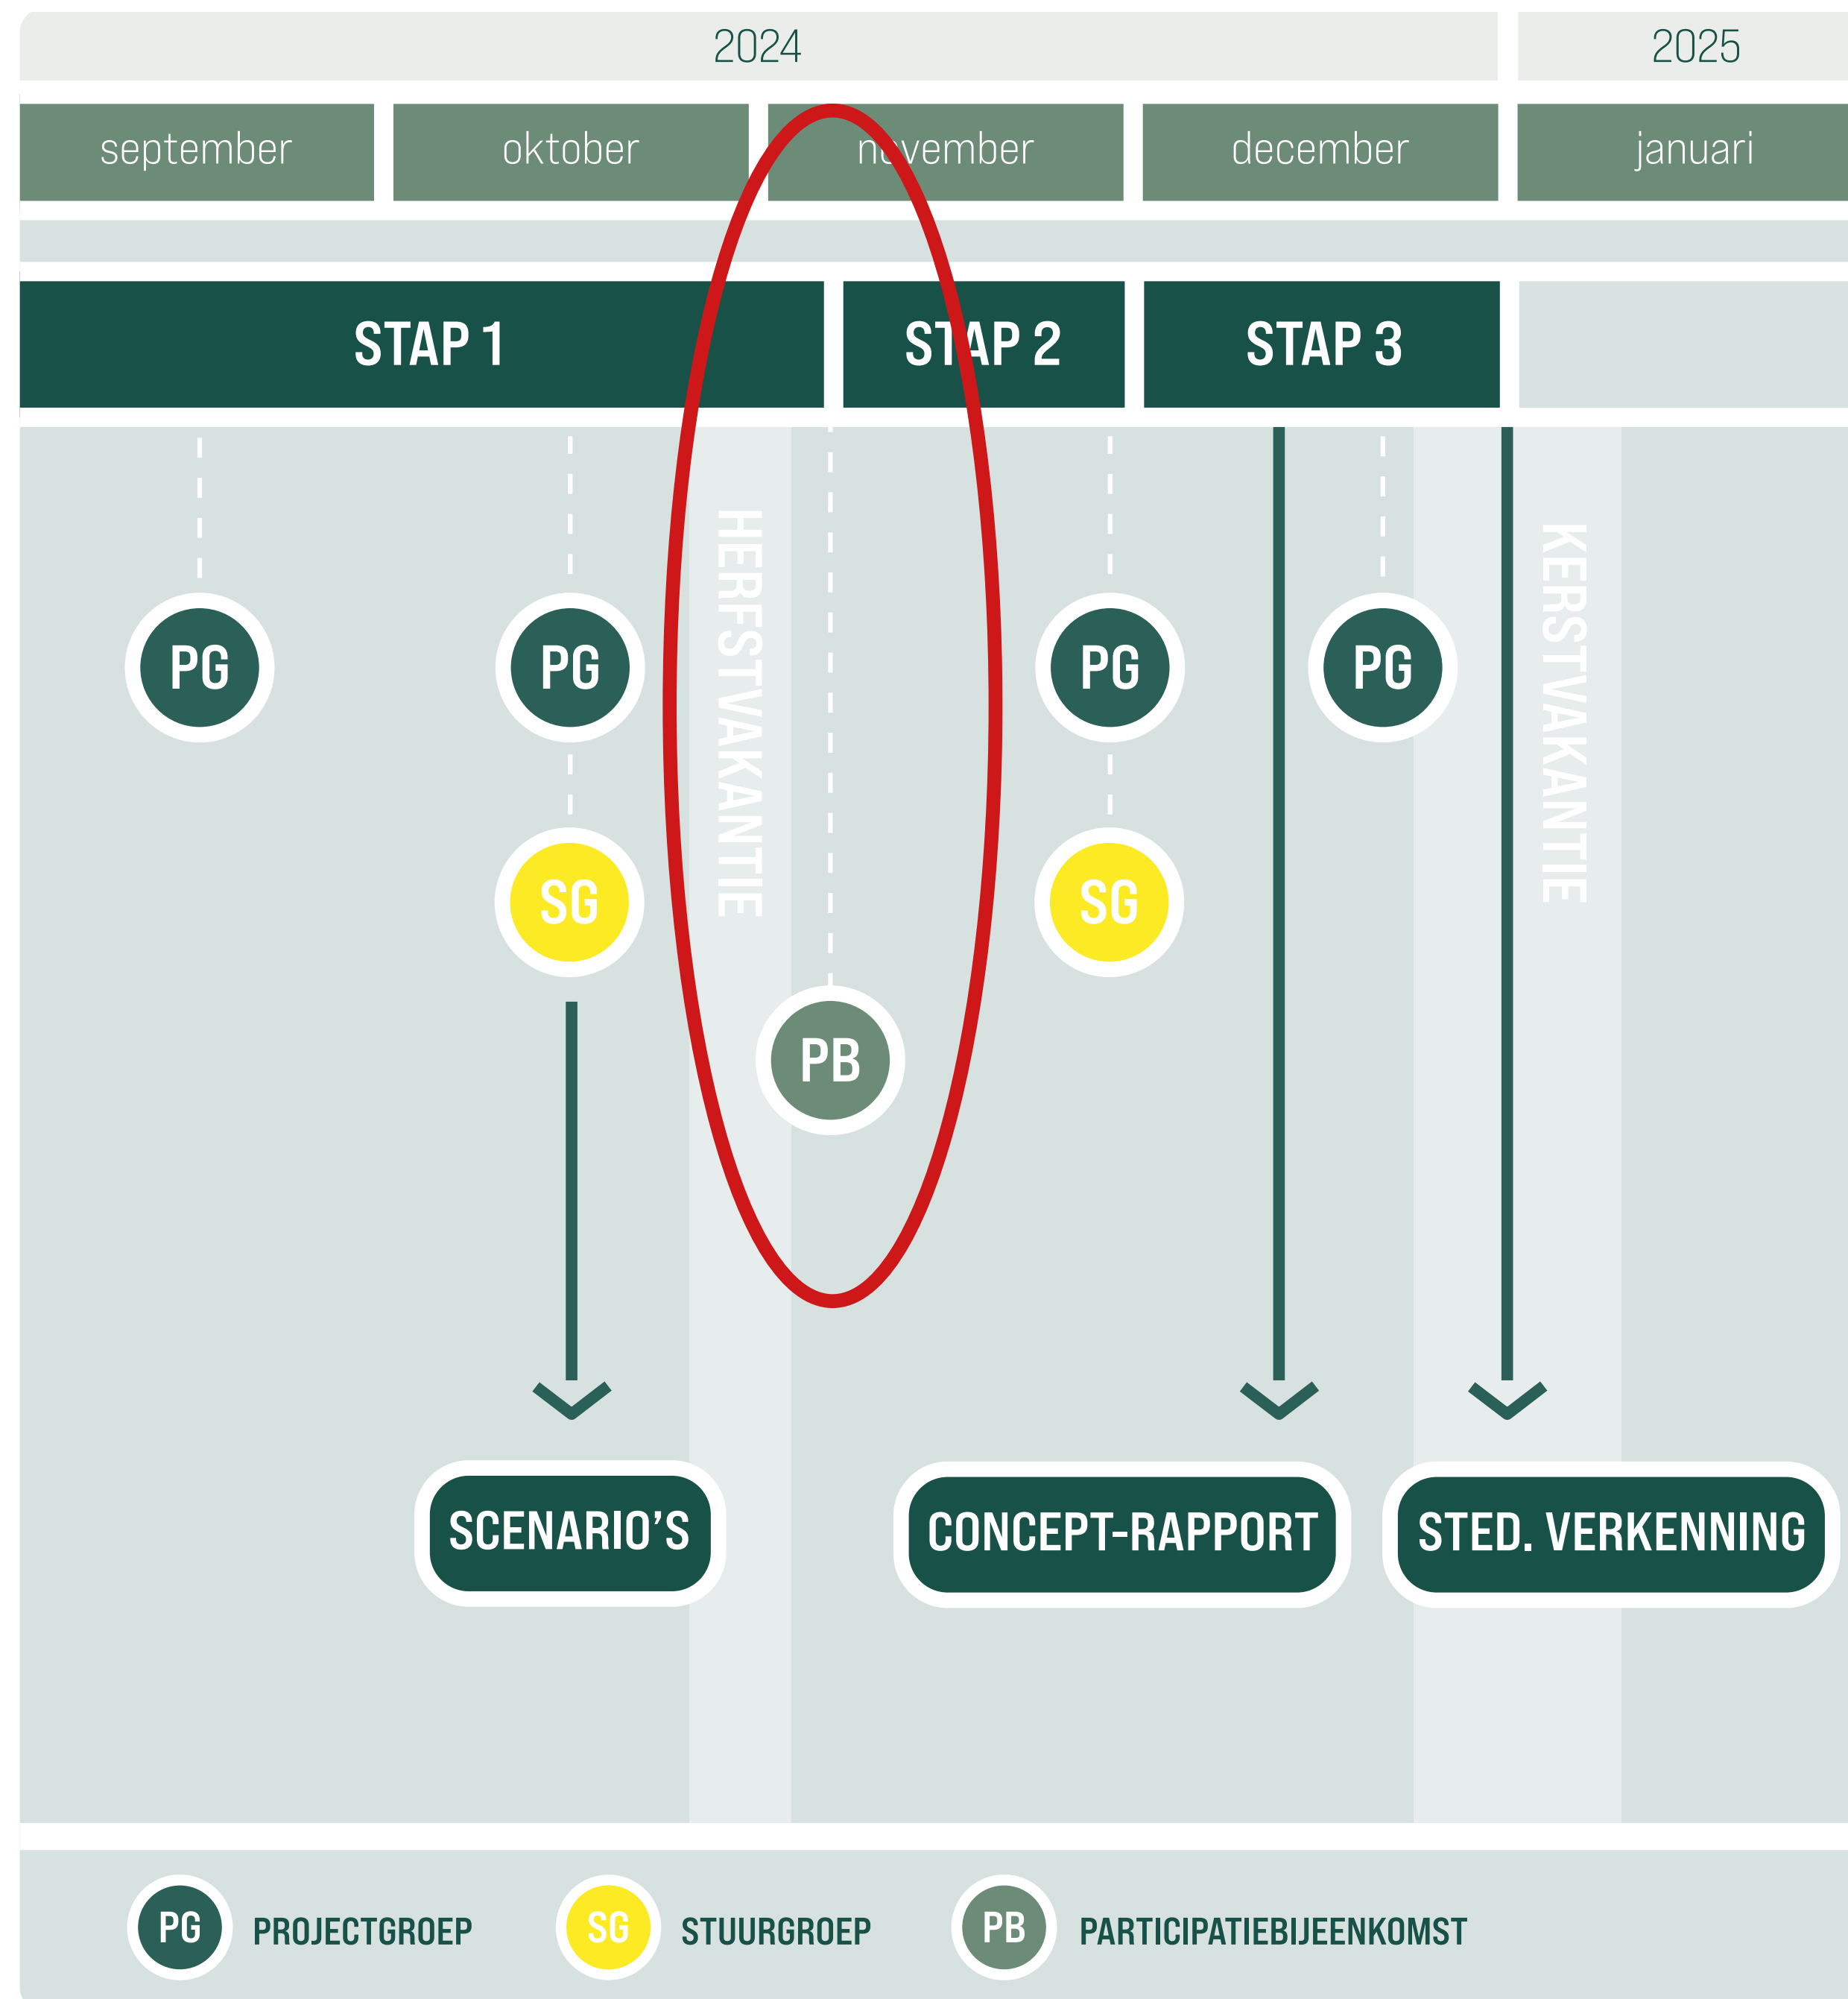 2024
2025
september
oktober
november
december
januari
STAP 1
STAP 2
STAP 3
HERFSTVAKANTIE
KERSTVAKANTIE
PG
PG
PG
PG
SG
SG
PB
SCENARIO’S
CONCEPT-RAPPORT
STED. VERKENNING
PG PROJECTGROEP
SG STUURGROEP
PB PARTICIPATIEBIJEENKOMST